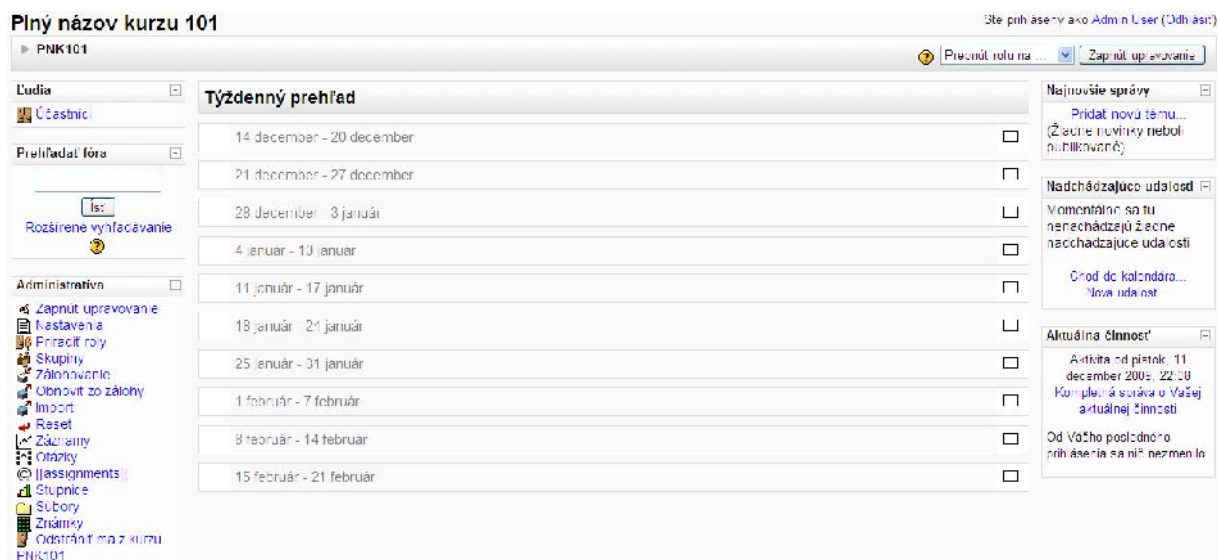 Plný názov kurzu 101
Ste prihlásený ako Admin User (Odhlásiť)
PNK101
Prepnúť rolu na ...
Zapnúť upravovanie
Ľudia
Účastníci
Prehľadať fóra
Ísť
Rozšírené vyhľadávanie
Administratíva
Zapnúť upravovanie
Nastavenia
Priradiť roly
Skupiny
Zálohovanie
Obnoviť zo zálohy
Import
Reset
Záznamy
Otázky
[[assignments]]
Stupnice
Súbory
Známky
Odstrániť ma z kurzu
PNK101
Týždenný prehľad
14 december - 20 december
21 december - 27 december
28 december - 3 január
4 január - 10 január
11 január - 17 január
18 január - 24 január
25 január - 31 január
1 február - 7 február
8 február - 14 február
15 február - 21 február
Najnovšie správy
Pridať novú tému...
(Žiadne novinky neboli
publikované)
Nadchádzajúce udalosti
Momentálne sa tu
nenachádzajú žiadne
nadchádzajúce udalosti
Choď do kalendára...
Nová udalosť...
Aktuálna činnosť
Aktivita od piatok, 11
december 2009, 22:08
Kompletná správa o Vašej
aktuálnej činnosti
Od Vášho posledného
prihlásenia sa nič nezmenilo